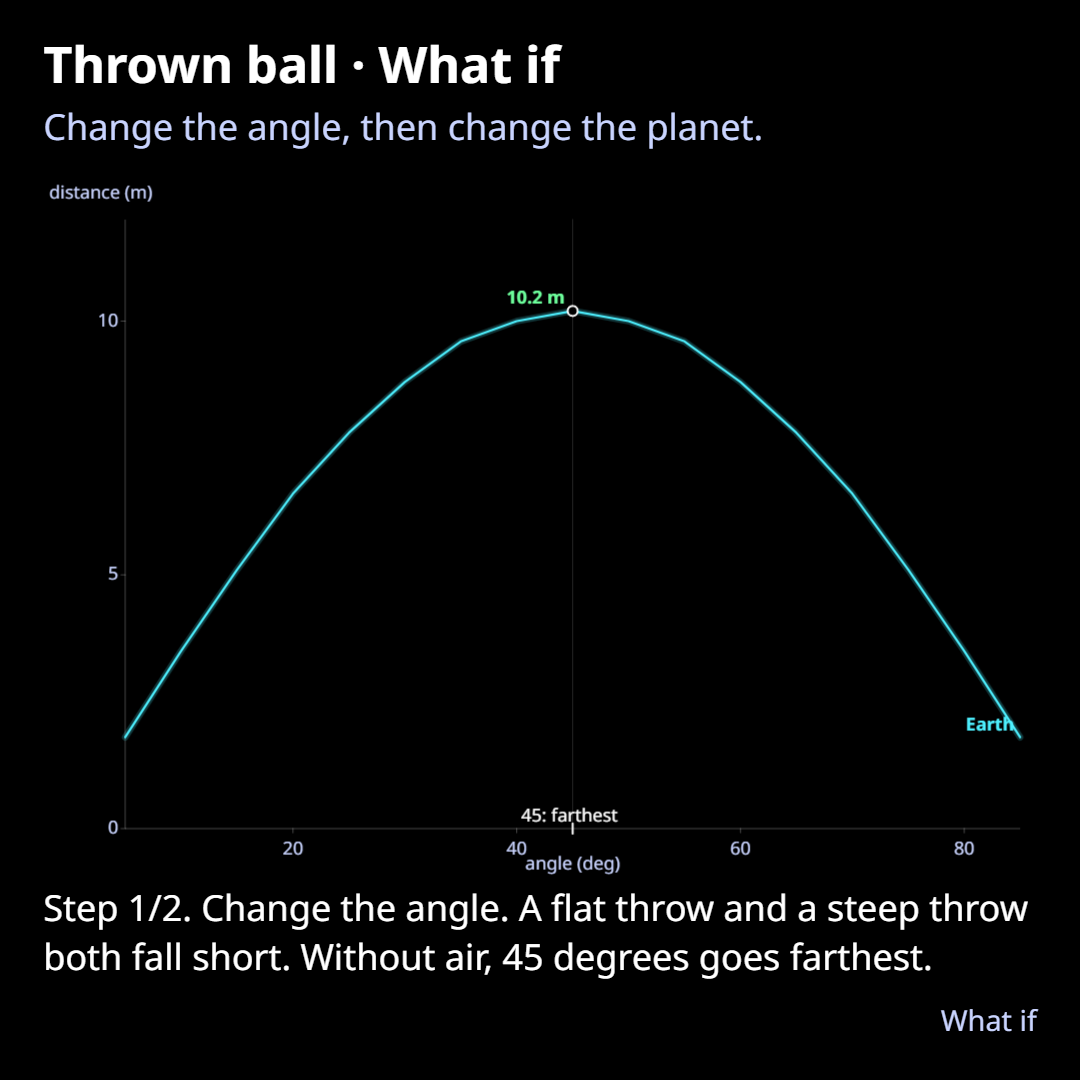 Thrown ball · What if
Change the angle, then change the planet.
distance (m)
10.2 m
10
5
Earth
45: farthest
0
20
40
60
80
angle (deg)
Step 1/2. Change the angle. A flat throw and a steep throw
both fall short. Without air, 45 degrees goes farthest.
What if